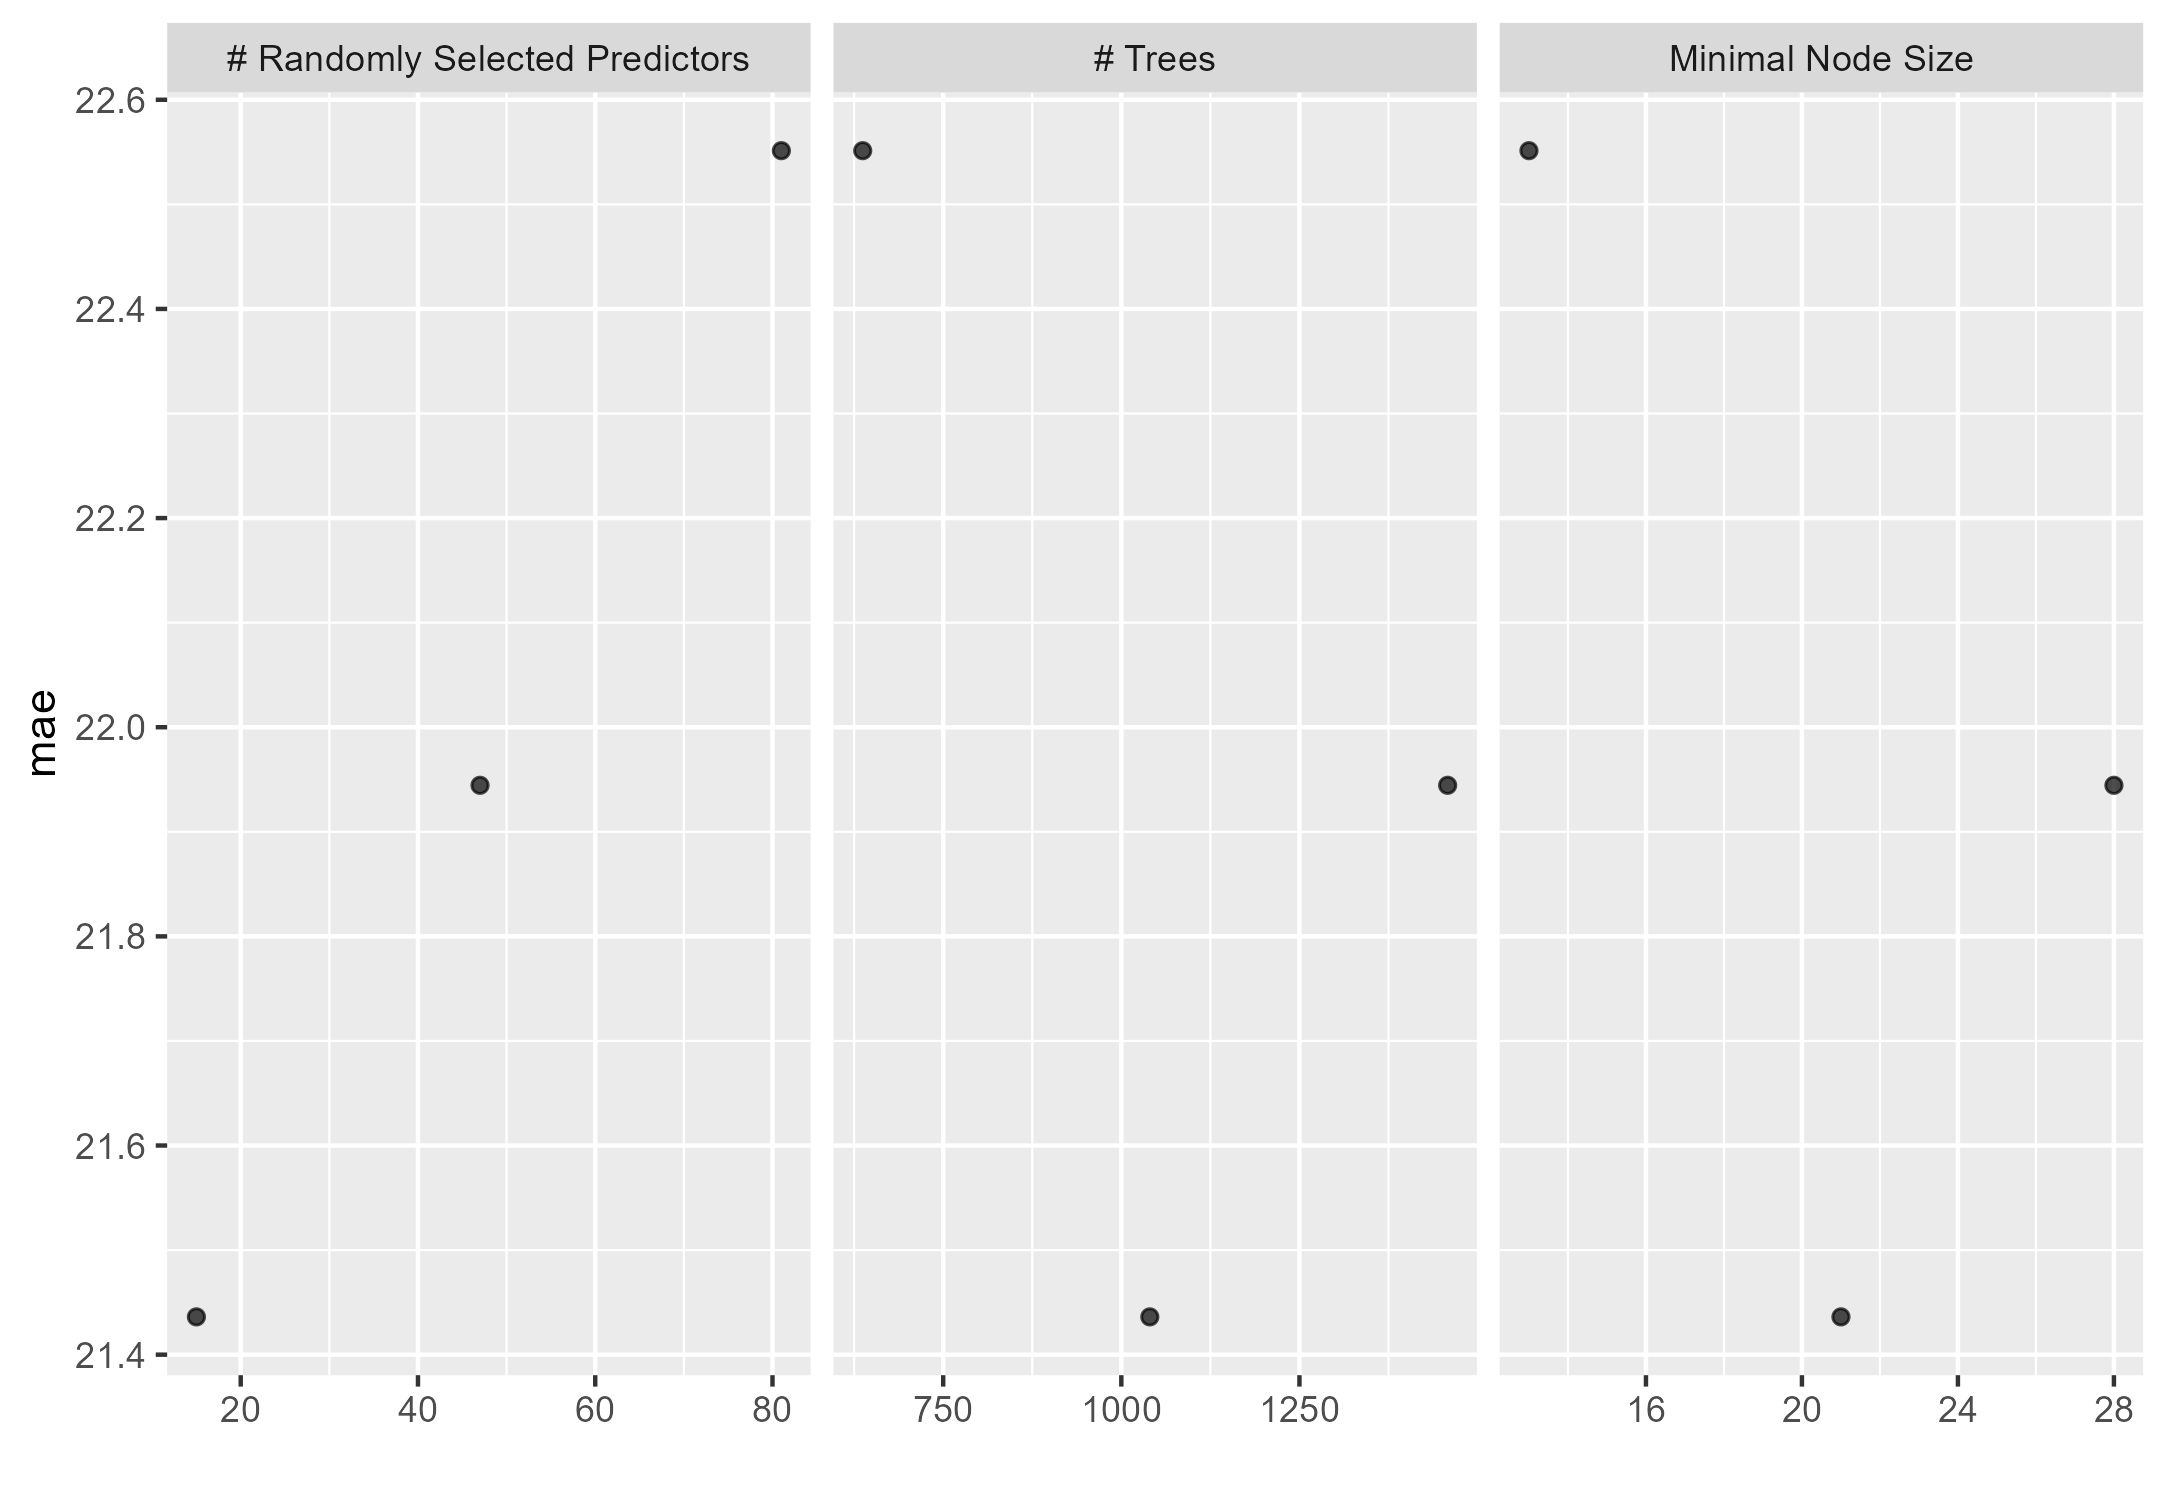 # Randomly Selected Predictors
# Trees
Minimal Node Size
22.6
22.4
22.2
22.0
21.8
21.6
21.4
mae
20 40 60 80
750 1000 1250
16 20 24 28